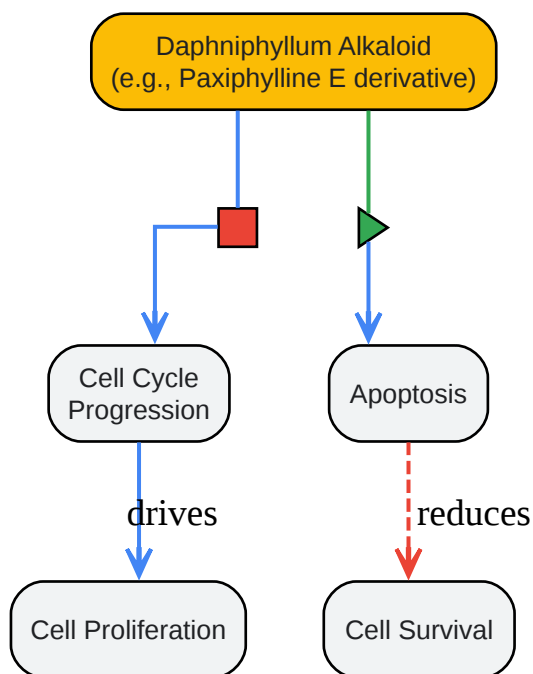 Daphniphyllum Alkaloid
(e.g., Paxiphylline E derivative)
Cell Cycle
Progression
Apoptosis
drives
reduces
Cell Proliferation
Cell Survival